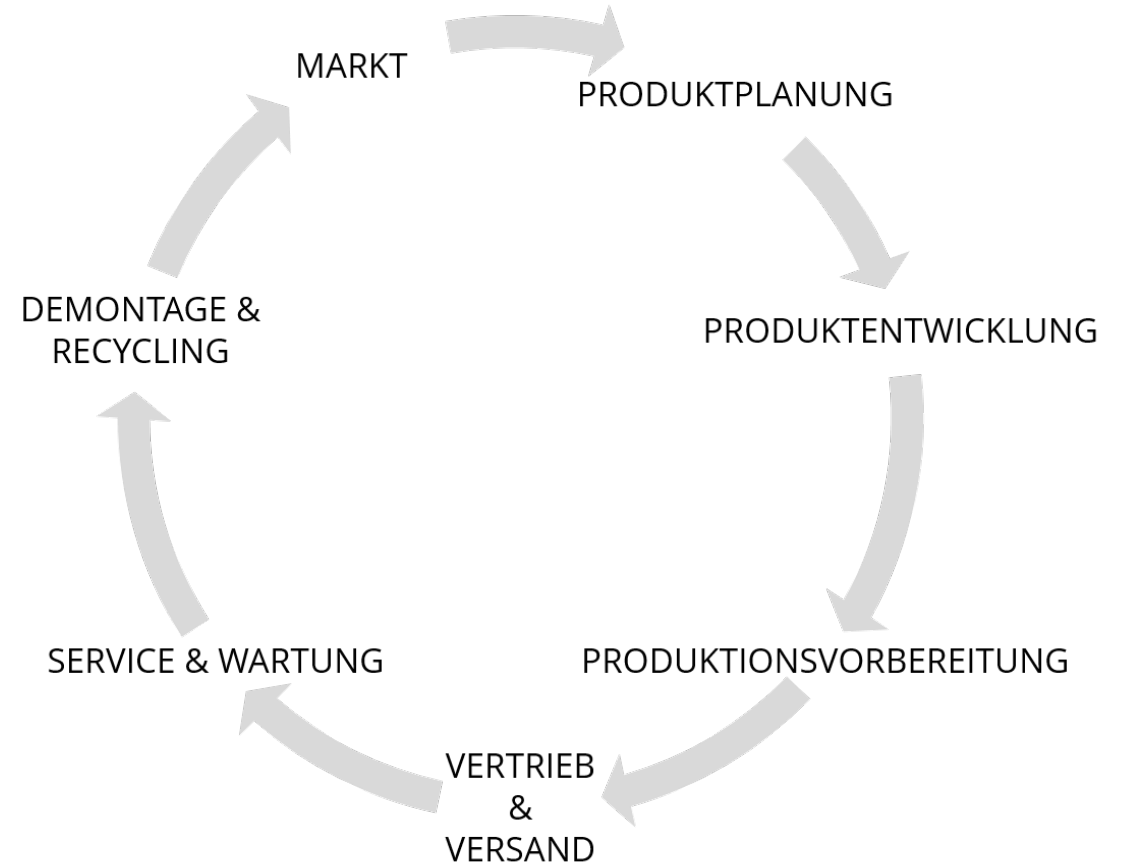 MARKT
PRODUKTPLANUNG
PRODUKTENTWICKLUNG
PRODUKTIONSVORBEREITUNG
VERTRIEB
&
VERSAND
SERVICE & WARTUNG
DEMONTAGE &
RECYCLING